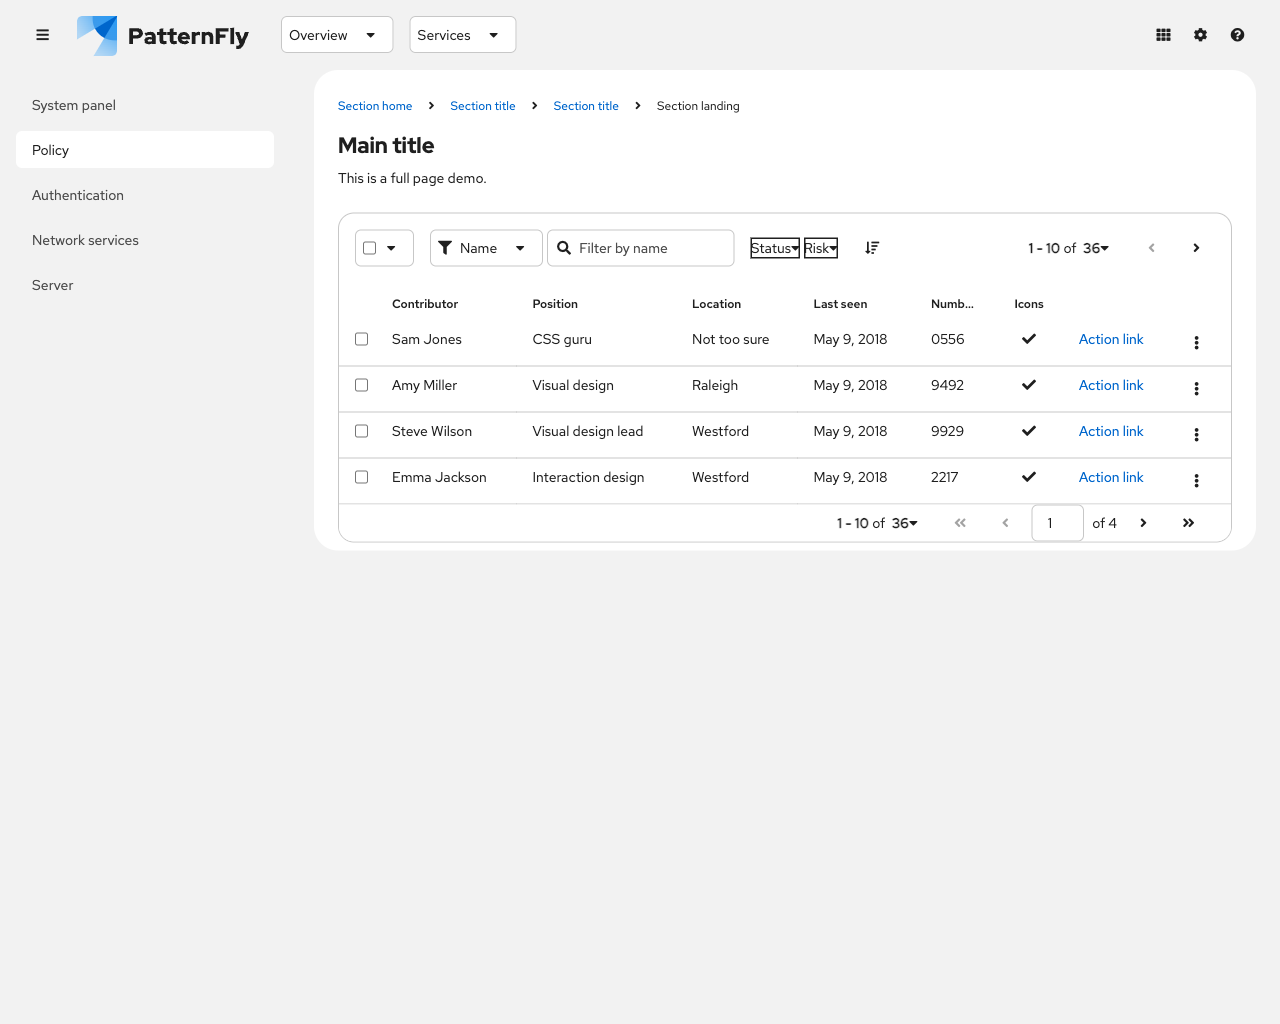 PatternFly Overview Services
System panel
Policy
Authentication
Network services
Server
Section home Section title Section title Section landing
Main title
This is a full page demo.
Name Filter by name Status Risk 1 - 10 of 36
Contributor Position Location Last seen Numb... Icons
Sam Jones CSS guru Not too sure May 9, 2018 0556 Action link
Amy Miller Visual design Raleigh May 9, 2018 9492 Action link
Steve Wilson Visual design lead Westford May 9, 2018 9929 Action link
Emma Jackson Interaction design Westford May 9, 2018 2217 Action link
1 - 10 of 36 1 of 4